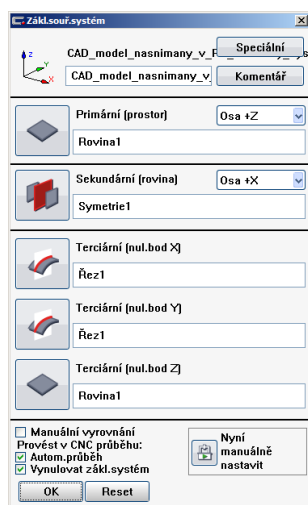 Zákl.souř.systém
CAD_model_nasnimany_v_
Speciální
CAD_model_nasnimany_v_
Komentář
z
y
x
Primární (prostor)
Osa +Z
Rovina1
Sekundární (rovina)
Osa +X
Symetrie1
Terciární (nul.bod X)
Řez1
Terciární (nul.bod Y)
Řez1
Terciární (nul.bod Z)
Rovina1
Manuální vyrovnání
Provést v CNC průběhu:
Autom.průběh
Vynulovat zákl.systém
Nyní
manuálně
nastavit
OK
Reset